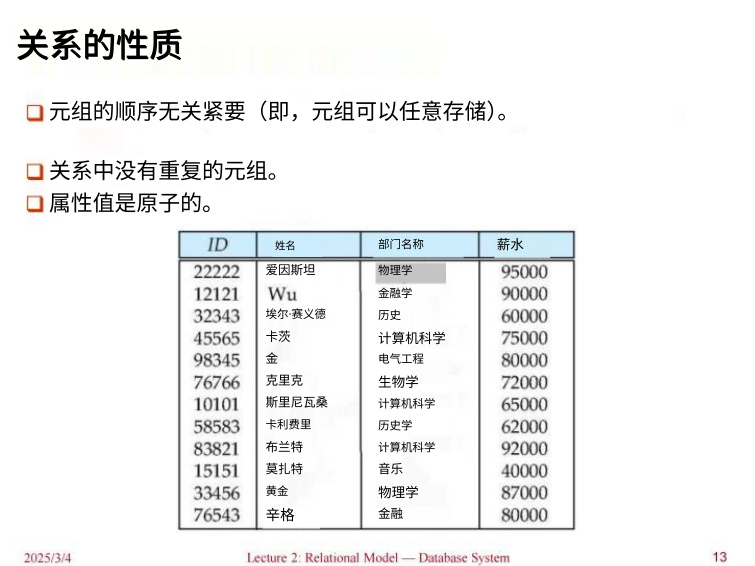 关系的性质
元组的顺序无关紧要（即，元组可以任意存储）。
关系中没有重复的元组。
属性值是原子的。
ID 姓名 部门名称 薪水
22222 爱因斯坦 物理学 95000
12121 Wu 金融学 90000
32343 埃尔·赛义德 历史 60000
45565 卡茨 计算机科学 75000
98345 金 电气工程 80000
76766 克里克 生物学 72000
10101 斯里尼瓦桑 计算机科学 65000
58583 卡利费里 历史学 62000
83821 布兰特 计算机科学 92000
15151 莫扎特 音乐 40000
33456 黄金 物理学 87000
76543 辛格 金融 80000
2025/3/4 Lecture 2: Relational Model — Database System 13